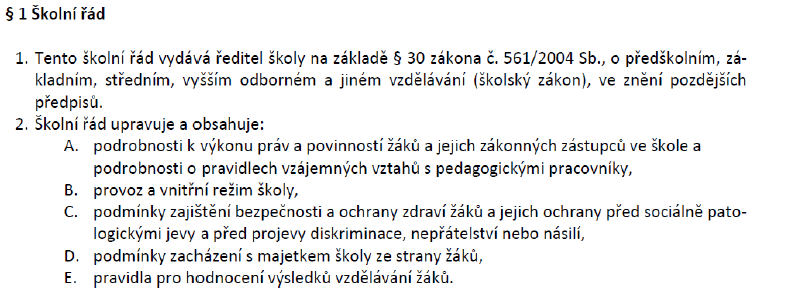 § 1 Školní řád
1. Tento školní řád vydává ředitel školy na základě § 30 zákona č. 561/2004 Sb., o předškolním, zá-
kladním, středním, vyšším odborném a jiném vzdělávání (školský zákon), ve znění pozdějších
předpisů.
2. Školní řád upravuje a obsahuje:
A. podrobnosti k výkonu práv a povinností žáků a jejich zákonných zástupců ve škole a
podrobnosti o pravidlech vzájemných vztahů s pedagogickými pracovníky,
B. provoz a vnitřní režim školy,
C. podmínky zajištění bezpečnosti a ochrany zdraví žáků a jejich ochrany před sociálně pato-
logickými jevy a před projevy diskriminace, nepřátelství nebo násilí,
D. podmínky zacházení s majetkem školy ze strany žáků,
E. pravidla pro hodnocení výsledků vzdělávání žáků.